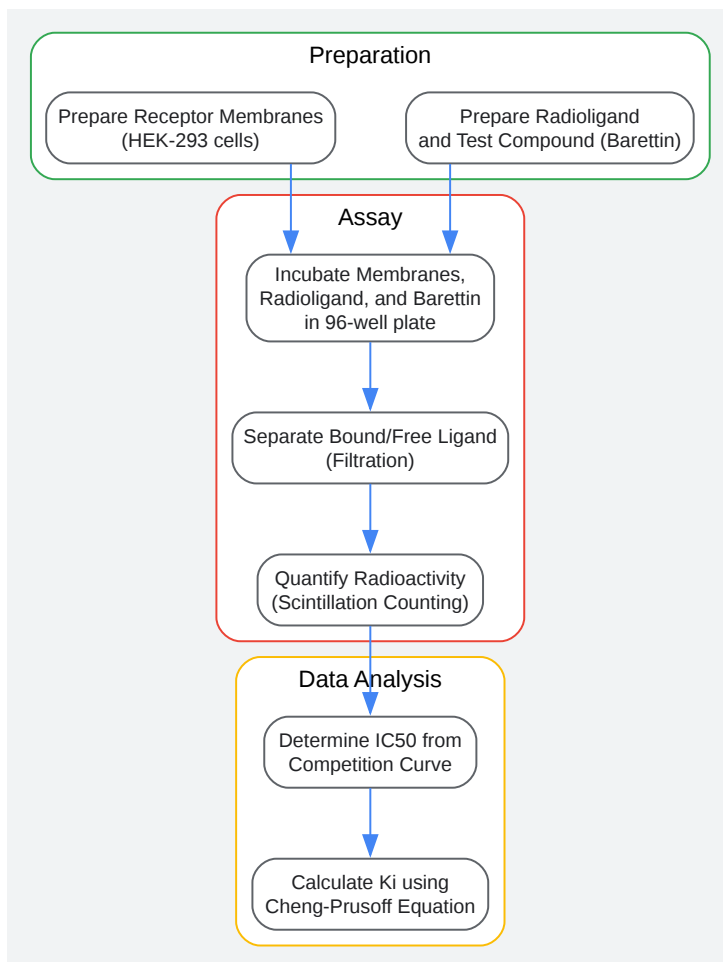 Preparation
Prepare Receptor Membranes
(HEK-293 cells)
Prepare Radioligand
and Test Compound (Barettin)
Assay
Incubate Membranes,
Radioligand, and Barettin
in 96-well plate
Separate Bound/Free Ligand
(Filtration)
Quantify Radioactivity
(Scintillation Counting)
Data Analysis
Determine IC50 from
Competition Curve
Calculate Ki using
Cheng-Prusoff Equation